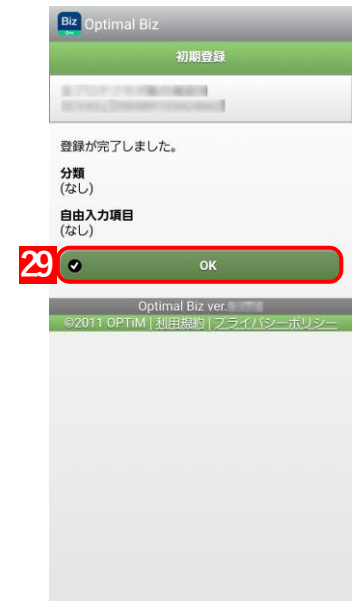 Biz Optimal Biz
初期登録
登録が完了しました。
分類
(なし)
自由入力項目
(なし)
29 OK
Optimal Biz ver.
©2011 OPTiM | 利用規約 | プライバシーポリシー